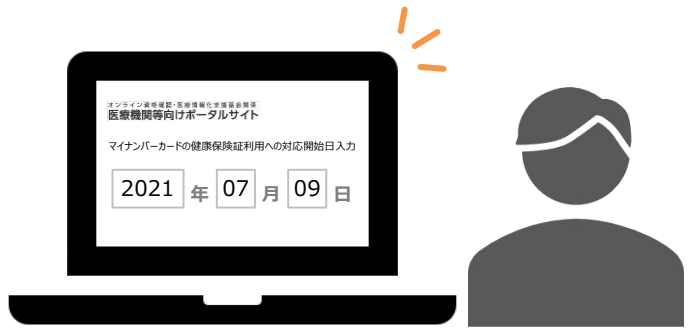 オンライン資格確認・医療情報化支援基金関係
医療機関等向けポータルサイト
マイナンバーカードの健康保険証利用への対応開始日入力
2021 年 07 月 09 日